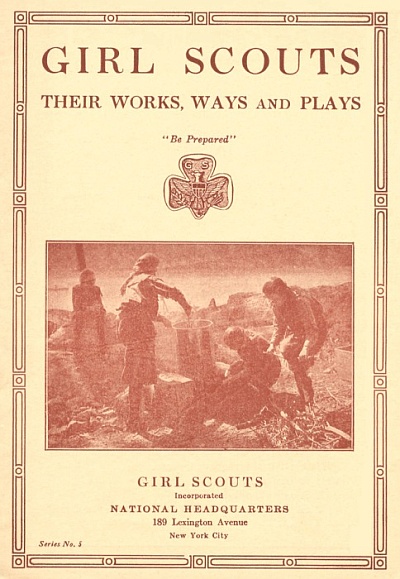 GIRL SCOUTS
THEIR WORKS, WAYS AND PLAYS
"Be Prepared"
G S
GIRL SCOUTS
Incorporated
NATIONAL HEADQUARTERS
189 Lexington Avenue
New York City
Series No. 5